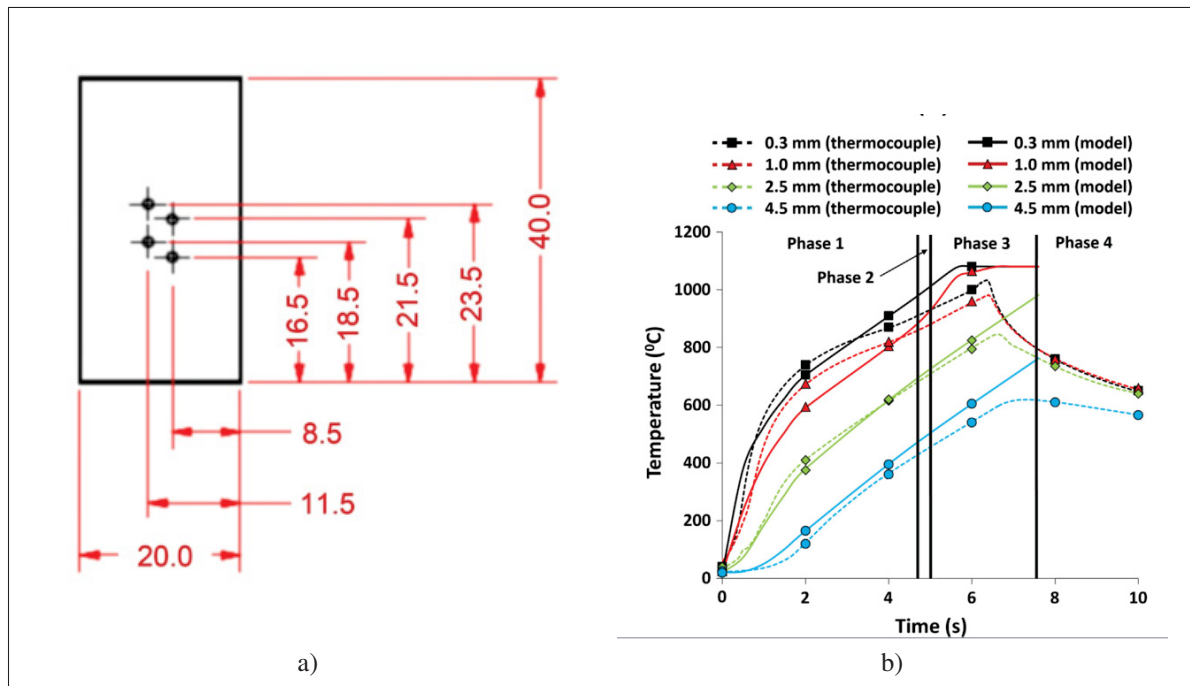 40.0
23.5
21.5
18.5
16.5
8.5
11.5
20.0
a)
0.3 mm (thermocouple)
0.3 mm (model)
1.0 mm (thermocouple)
1.0 mm (model)
2.5 mm (thermocouple)
2.5 mm (model)
4.5 mm (thermocouple)
4.5 mm (model)
Phase 1
Phase 2
Phase 3
Phase 4
Temperature (⁰C)
1200
1000
800
600
400
200
0
0 2 4 6 8 10
Time (s)
b)